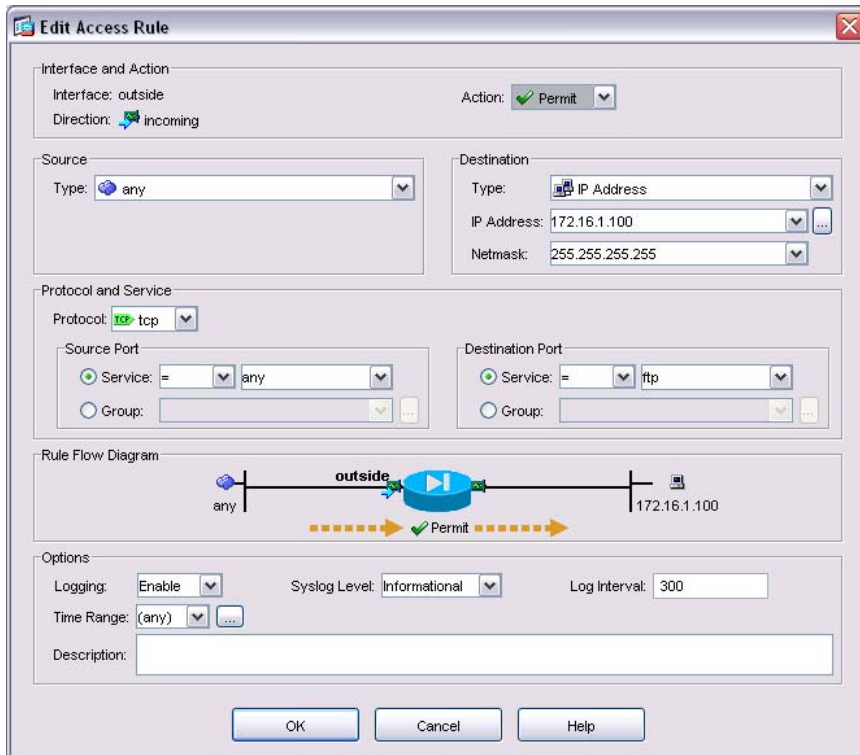 Edit Access Rule
Interface and Action
Interface: outside
Action: Permit
Direction: incoming
Source
Type: any
Destination
Type: IP Address
IP Address: 172.16.1.100 ...
Netmask: 255.255.255.255
Protocol and Service
Protocol: TCP tcp
Source Port
Service: = any
Group: ...
Destination Port
Service: = ftp
Group: ...
Rule Flow Diagram
outside
any
172.16.1.100
Permit
Options
Logging: Enable Syslog Level: Informational Log Interval: 300
Time Range: (any) ...
Description:
OK Cancel Help